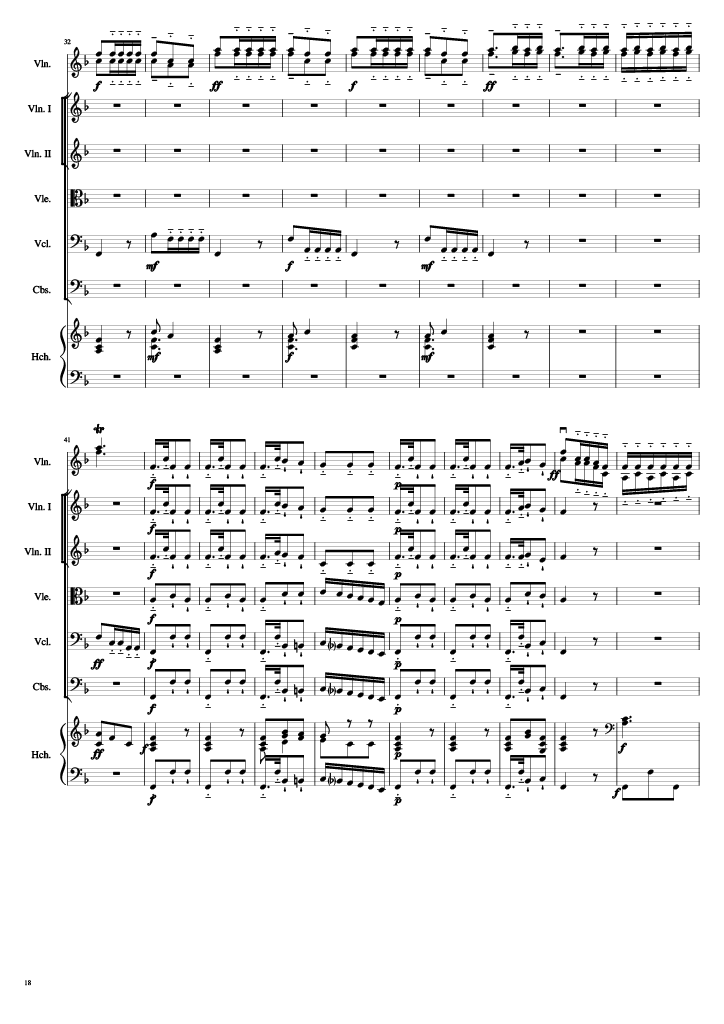 32
Vln.
f ff f ff
Vln. I
Vln. II
Vle.
Vcl.
mf f mf
Cbs.
Hch.
mf f mf
41
Vln.
f p ff
Vln. I
f p
Vln. II
f p
Vle.
f p
Vcl.
ff f p
Cbs.
f p
Hch.
ff f f
f p f
18